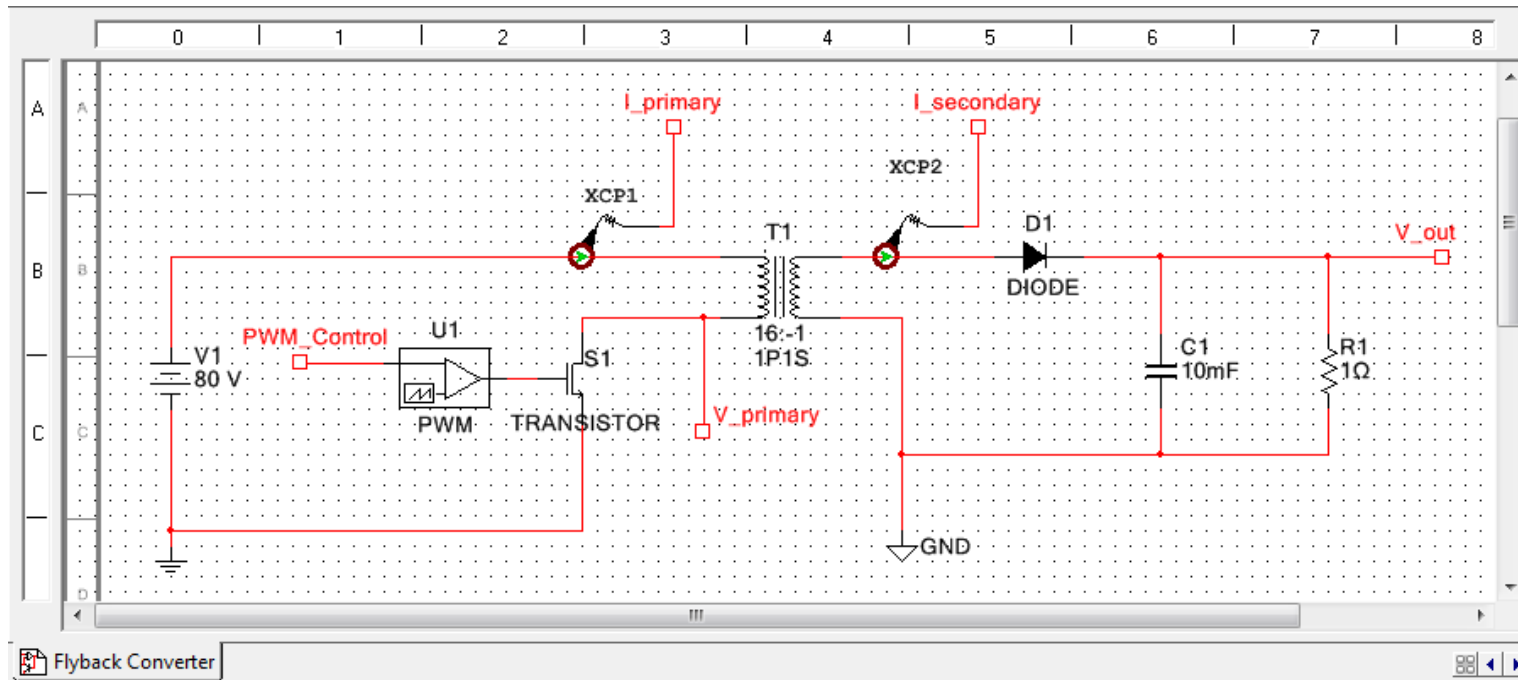 0 1 2 3 4 5 6 7 8
A A
I_primary I_secondary
XCP2
XCP1
T1 D1
V_out
B B
DIODE
PWM_Control U1
16:-1
1P1S
V1
80 V
S1
C1
10mF
R1
1Ω
PWM TRANSISTOR
V_primary
C C
GND
D
Flyback Converter